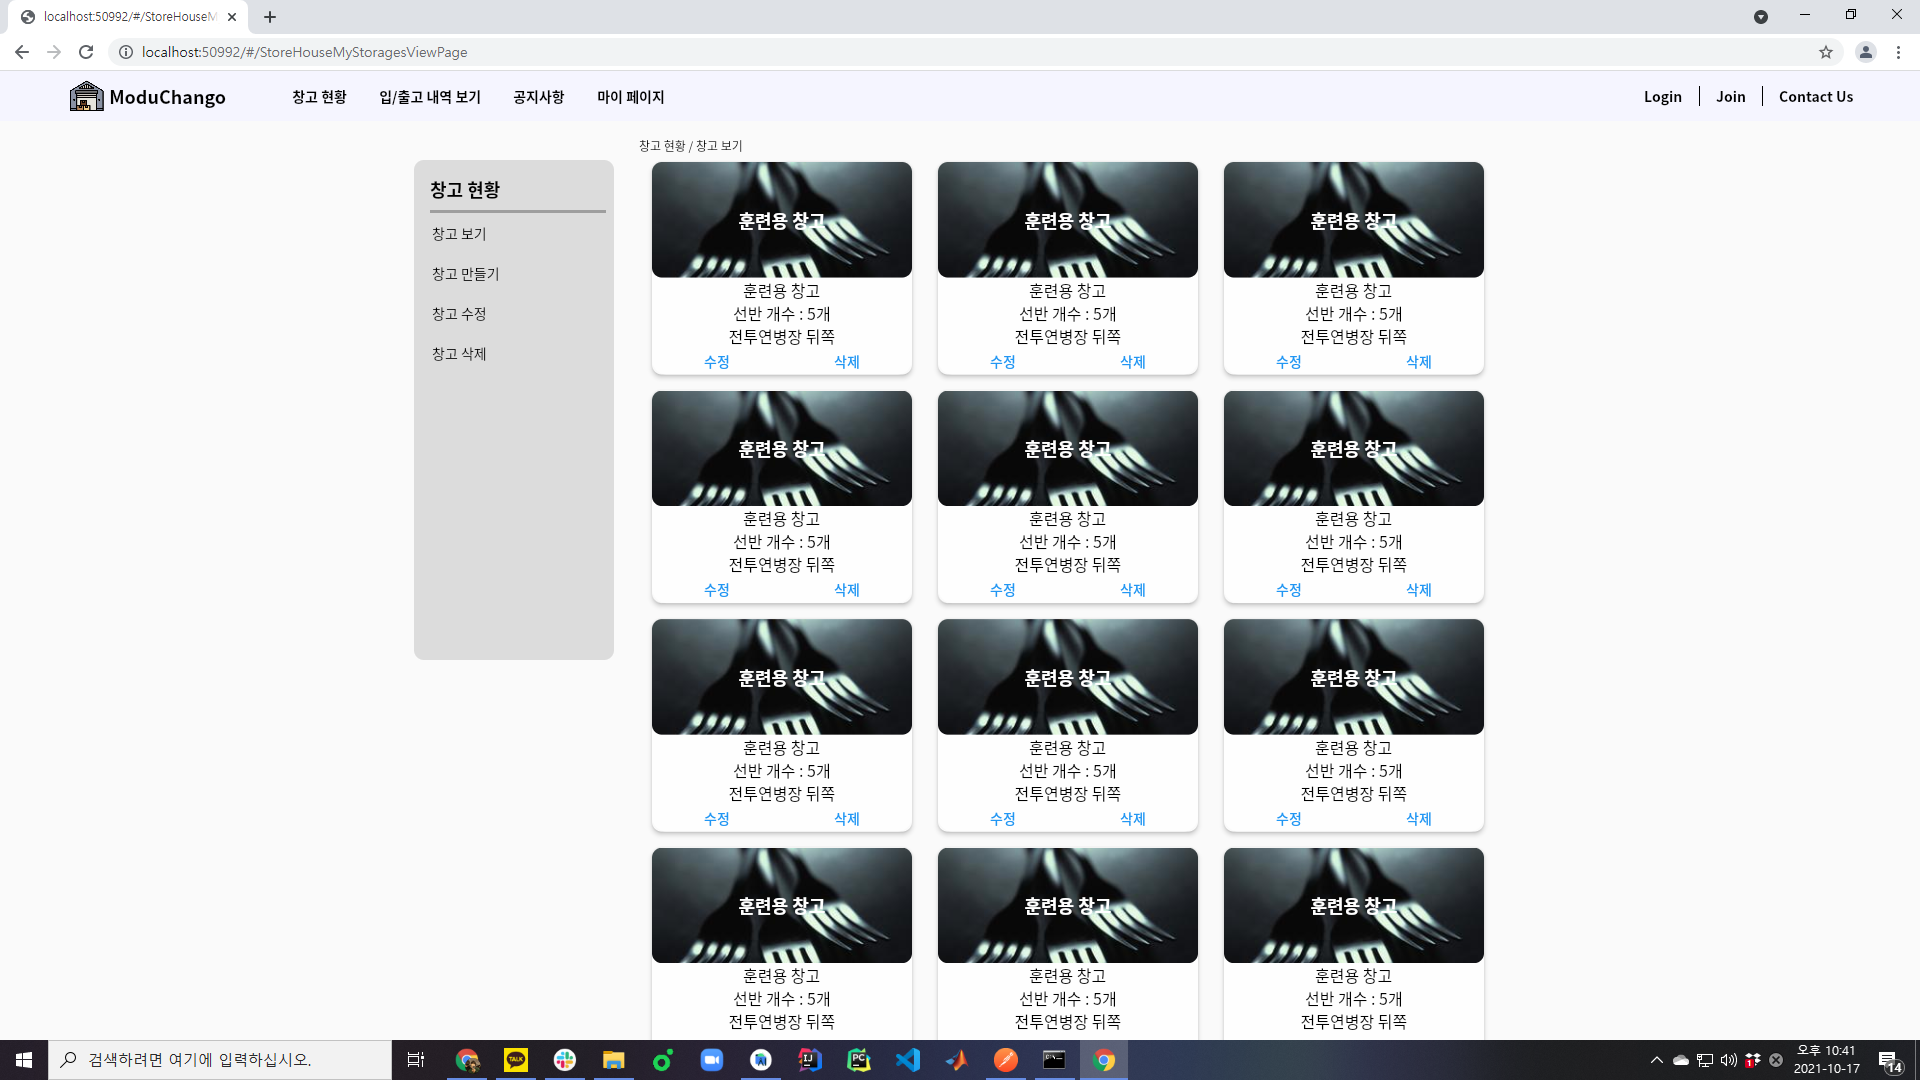 localhost:50992/#/StoreHouseM
localhost:50992/#/StoreHouseMyStoragesViewPage
ModuChango 창고 현황 입/출고 내역 보기 공지사항 마이 페이지 Login Join Contact Us
창고 현황 / 창고 보기
창고 현황
창고 보기
창고 만들기
창고 수정
창고 삭제
훈련용 창고 훈련용 창고 훈련용 창고
훈련용 창고 훈련용 창고 훈련용 창고
선반 개수 : 5개 선반 개수 : 5개 선반 개수 : 5개
전투연병장 뒤쪽 전투연병장 뒤쪽 전투연병장 뒤쪽
수정 삭제 수정 삭제 수정 삭제
훈련용 창고 훈련용 창고 훈련용 창고
훈련용 창고 훈련용 창고 훈련용 창고
선반 개수 : 5개 선반 개수 : 5개 선반 개수 : 5개
전투연병장 뒤쪽 전투연병장 뒤쪽 전투연병장 뒤쪽
수정 삭제 수정 삭제 수정 삭제
훈련용 창고 훈련용 창고 훈련용 창고
훈련용 창고 훈련용 창고 훈련용 창고
선반 개수 : 5개 선반 개수 : 5개 선반 개수 : 5개
전투연병장 뒤쪽 전투연병장 뒤쪽 전투연병장 뒤쪽
수정 삭제 수정 삭제 수정 삭제
훈련용 창고 훈련용 창고 훈련용 창고
훈련용 창고 훈련용 창고 훈련용 창고
선반 개수 : 5개 선반 개수 : 5개 선반 개수 : 5개
전투연병장 뒤쪽 전투연병장 뒤쪽 전투연병장 뒤쪽
검색하려면 여기에 입력하십시오.
TALK
IJ
PC
오후 10:41
2021-10-17
14